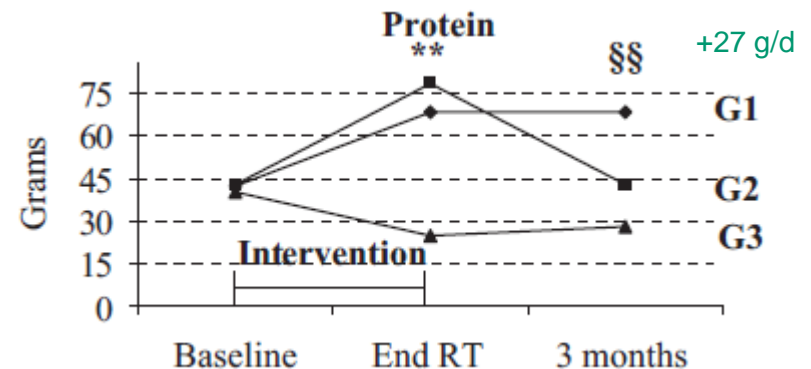 Protein
**
§§
+27 g/d
75
60
45
30
15
0
Grams
G1
G2
G3
Intervention
Baseline End RT 3 months